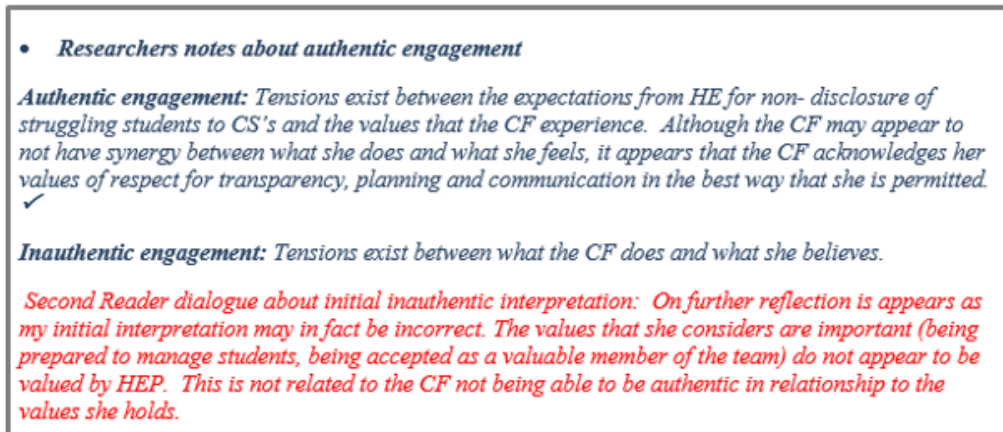 • Researchers notes about authentic engagement
Authentic engagement: Tensions exist between the expectations from HE for non- disclosure of
struggling students to CS's and the values that the CF experience. Although the CF may appear to
not have synergy between what she does and what she feels, it appears that the CF acknowledges her
values of respect for transparency, planning and communication in the best way that she is permitted.
✓
Inauthentic engagement: Tensions exist between what the CF does and what she believes.
Second Reader dialogue about initial inauthentic interpretation: On further reflection is appears as
my initial interpretation may in fact be incorrect. The values that she considers are important (being
prepared to manage students, being accepted as a valuable member of the team) do not appear to be
valued by HEP. This is not related to the CF not being able to be authentic in relationship to the
values she holds.